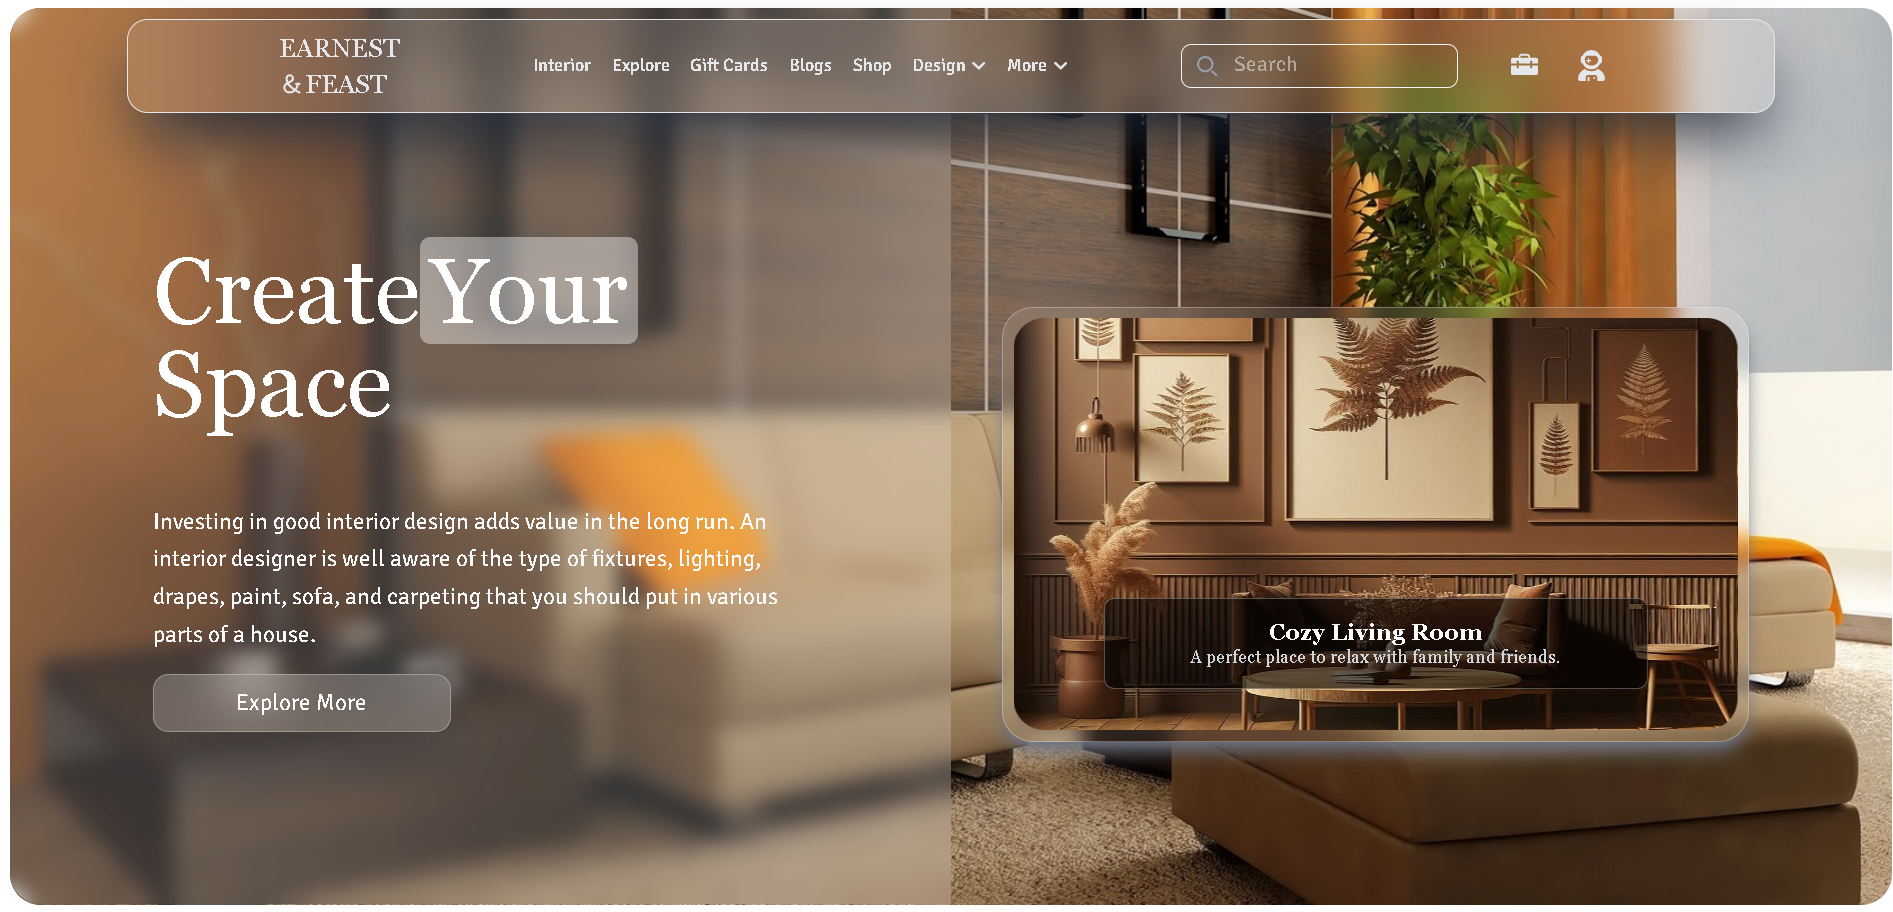 EARNEST
& FEAST
Interior Explore Gift Cards Blogs Shop Design More
Search
Create Your
Space
Investing in good interior design adds value in the long run. An
interior designer is well aware of the type of fixtures, lighting,
drapes, paint, sofa, and carpeting that you should put in various
parts of a house.
Explore More
Cozy Living Room
A perfect place to relax with family and friends.